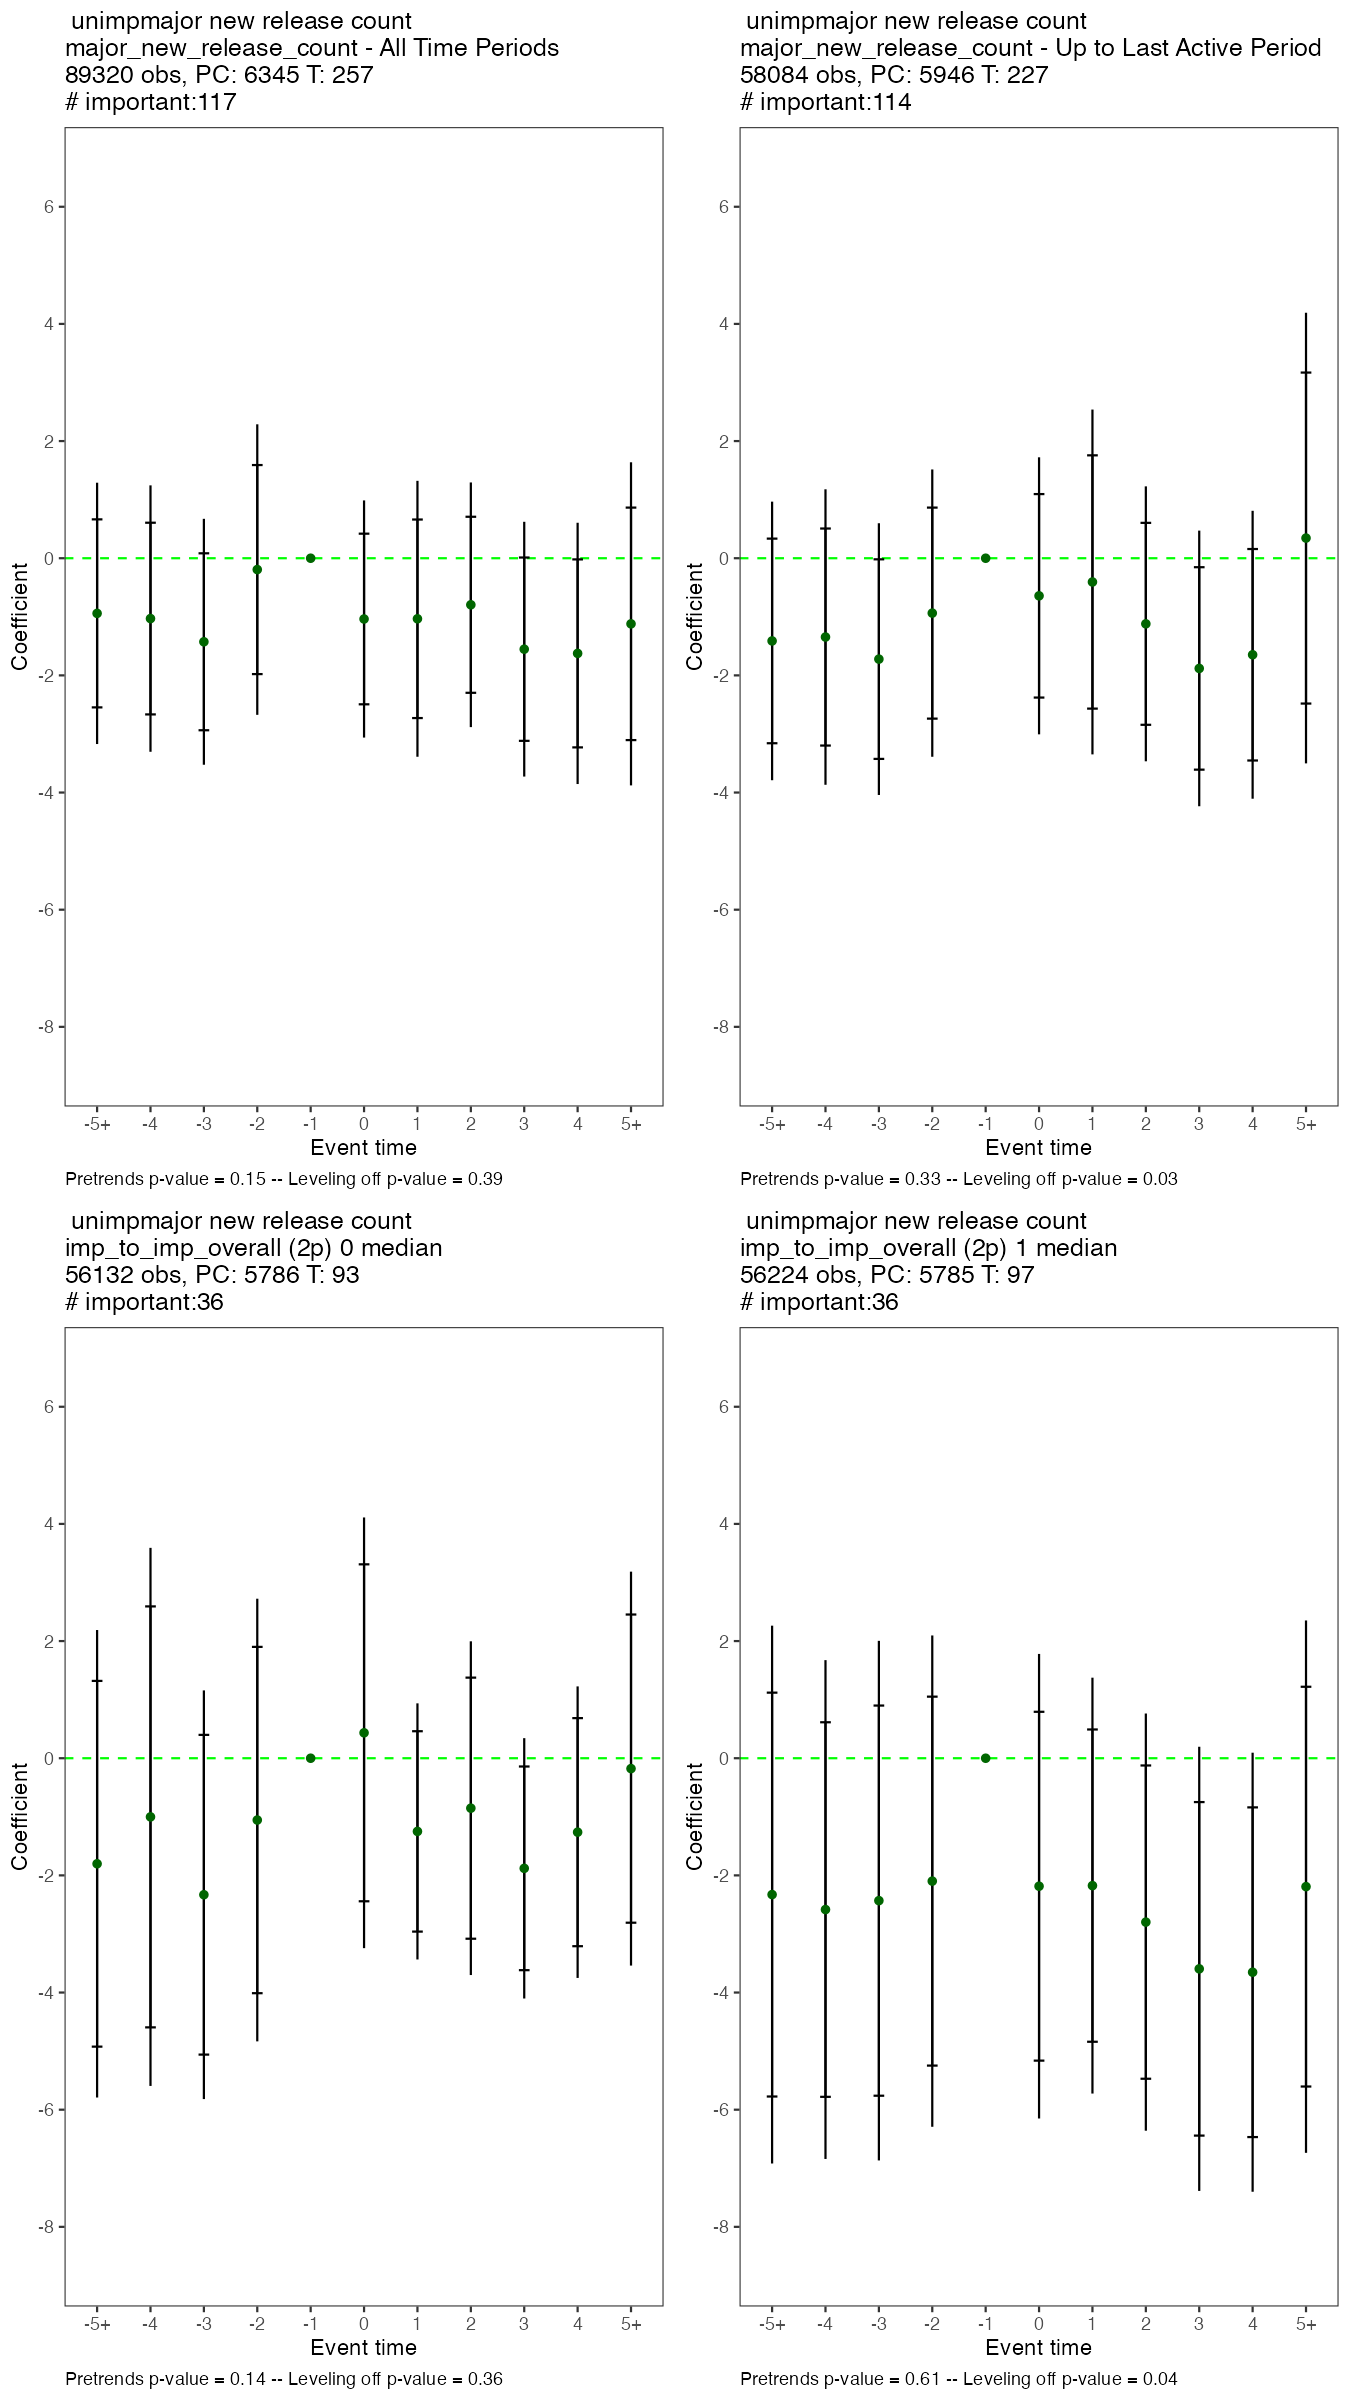 unimpmajor new release count
major_new_release_count - All Time Periods
89320 obs, PC: 6345 T: 257
# important:117
6
4
2
0
-2
-4
-6
-8
Coefficient
-5+ -4 -3 -2 -1 0 1 2 3 4 5+
Event time
Pretrends p-value = 0.15 -- Leveling off p-value = 0.39
unimpmajor new release count
major_new_release_count - Up to Last Active Period
58084 obs, PC: 5946 T: 227
# important:114
6
4
2
0
-2
-4
-6
-8
Coefficient
-5+ -4 -3 -2 -1 0 1 2 3 4 5+
Event time
Pretrends p-value = 0.33 -- Leveling off p-value = 0.03
unimpmajor new release count
imp_to_imp_overall (2p) 0 median
56132 obs, PC: 5786 T: 93
# important:36
6
4
2
0
-2
-4
-6
-8
Coefficient
-5+ -4 -3 -2 -1 0 1 2 3 4 5+
Event time
Pretrends p-value = 0.14 -- Leveling off p-value = 0.36
unimpmajor new release count
imp_to_imp_overall (2p) 1 median
56224 obs, PC: 5785 T: 97
# important:36
6
4
2
0
-2
-4
-6
-8
Coefficient
-5+ -4 -3 -2 -1 0 1 2 3 4 5+
Event time
Pretrends p-value = 0.61 -- Leveling off p-value = 0.04